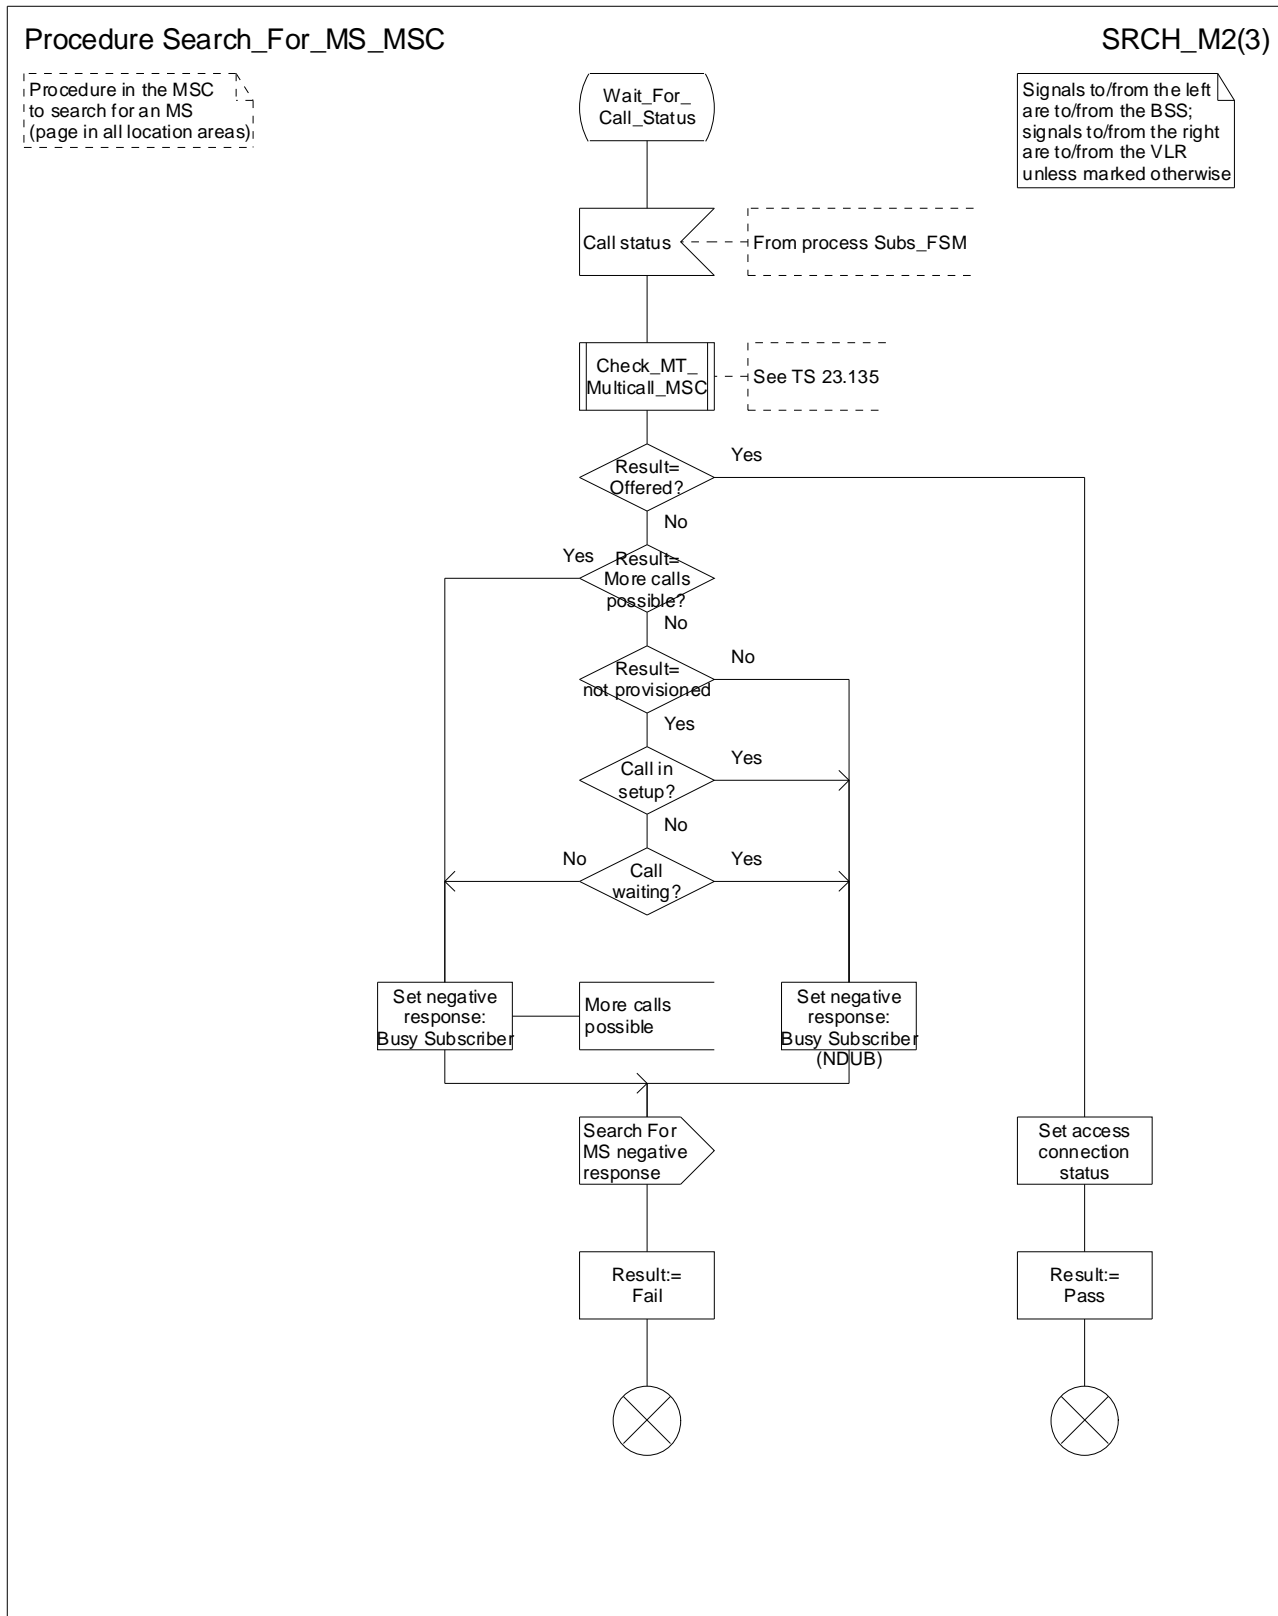 Procedure Search_For_MS_MSC
SRCH_M2(3)
Procedure in the MSC
to search for an MS
(page in all location areas)
Signals to/from the left
are to/from the BSS;
signals to/from the right
are to/from the VLR
unless marked otherwise
Wait_For_
Call_Status
Call status
From process Subs_FSM
Check_MT_
Multicall_MSC
See TS 23.135
Result=
Offered?
Yes
No
Result=
More calls
possible?
Yes
No
Result=
not provisioned
No
Yes
Call in
setup?
Yes
No
Call
waiting?
No
Yes
Set negative
response:
Busy Subscriber
More calls
possible
Set negative
response:
Busy Subscriber
(NDUB)
Search For
MS negative
response
Set access
connection
status
Result:=
Fail
Result:=
Pass